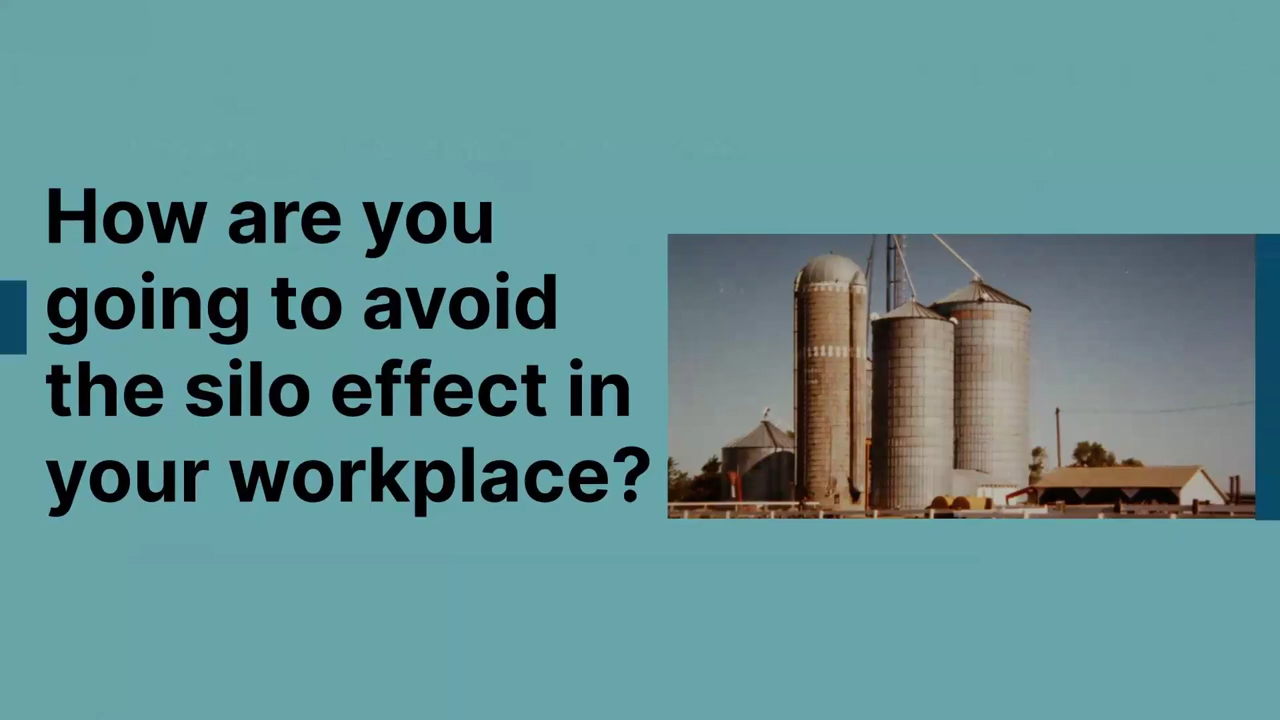 How are you
going to avoid
the silo effect in
your workplace?